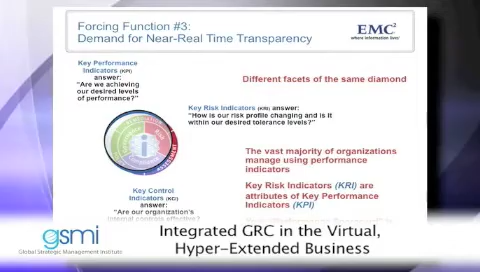 Forcing Function #3:
Demand for Near-Real Time Transparency
EMC²
where information lives
Key Performance
Indicators (KPI)
answer:
"Are we achieving
our desired levels
of performance?"
Different facets of the same diamond
Key Risk Indicators (KRI) answer:
"How is our risk profile changing and is it
within our desired tolerance levels?"
The vast majority of organizations
manage using performance
indicators
Key Risk Indicators (KRI) are
attributes of Key Performance
Indicators (KPI)
Key Control
Indicators (KCI)
answer:
"Are our organization's
internal controls effective?
gsmi
Global Strategic Management Institute
Integrated GRC in the Virtual,
Hyper-Extended Business